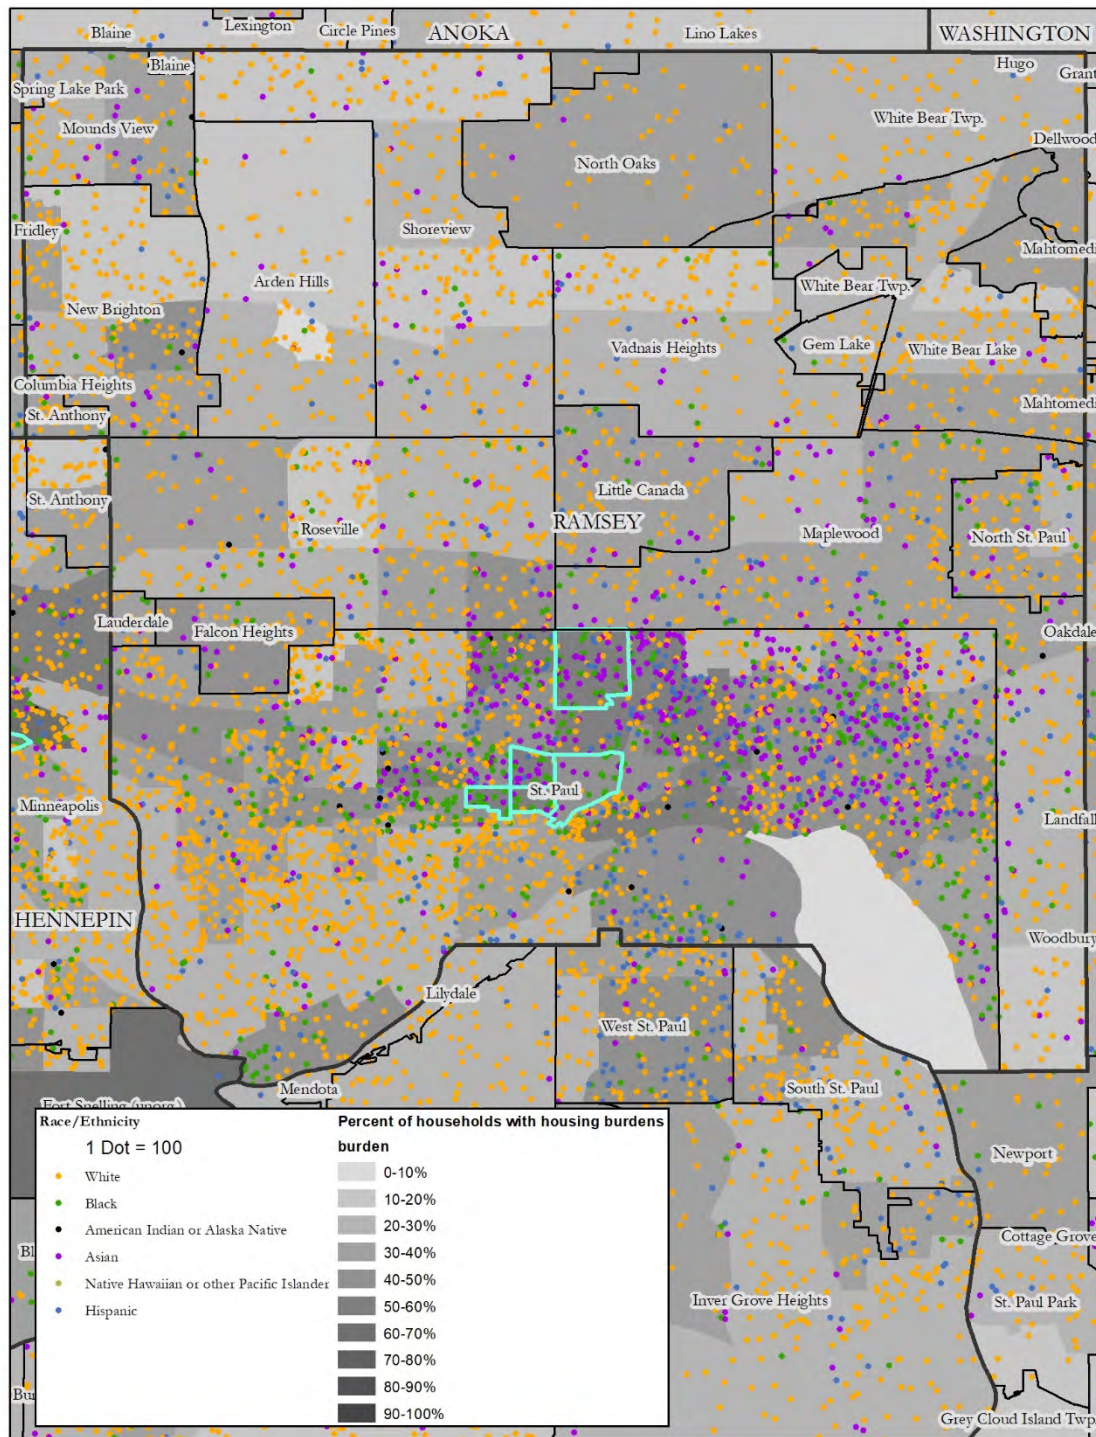 Blaine
Lexington
Circle Pines
ANOKA
Lino Lakes
WASHINGTON
Blaine
Hugo
Grant
Spring Lake Park
Mounds View
White Bear Twp.
Dellwood
North Oaks
Fridley
Shoreview
Mahtomedi
Arden Hills
White Bear Twp.
New Brighton
Vadnais Heights
Gem Lake
White Bear Lake
Columbia Heights
Mahtomedi
St. Anthony
St. Anthony
Little Canada
Roseville
RAMSEY
Maplewood
North St. Paul
Lauderdale
Falcon Heights
Oakdale
St. Paul
Minneapolis
Landfall
HENNEPIN
Woodbury
Lilydale
West St. Paul
Mendota
South St. Paul
Fort Snelling (unorg.)
Newport
Race/Ethnicity
1 Dot = 100
White
Black
American Indian or Alaska Native
Asian
Native Hawaiian or other Pacific Islander
Hispanic
Percent of households with housing burdens
burden
0-10%
10-20%
20-30%
30-40%
40-50%
50-60%
60-70%
70-80%
80-90%
90-100%
Cottage Grove
Bl
Inver Grove Heights
St. Paul Park
Bur
Grey Cloud Island Twp.